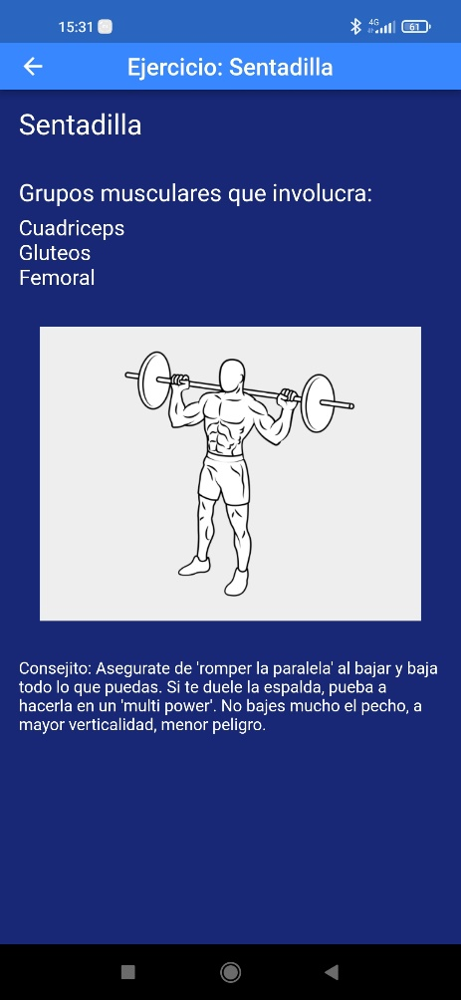 15:31
4G
61
Ejercicio: Sentadilla
Sentadilla
Grupos musculares que involucra:
Cuadriceps
Gluteos
Femoral
Consejito: Asegurate de 'romper la paralela' al bajar y baja
todo lo que puedas. Si te duele la espalda, pueba a
hacerla en un 'multi power'. No bajes mucho el pecho, a
mayor verticalidad, menor peligro.